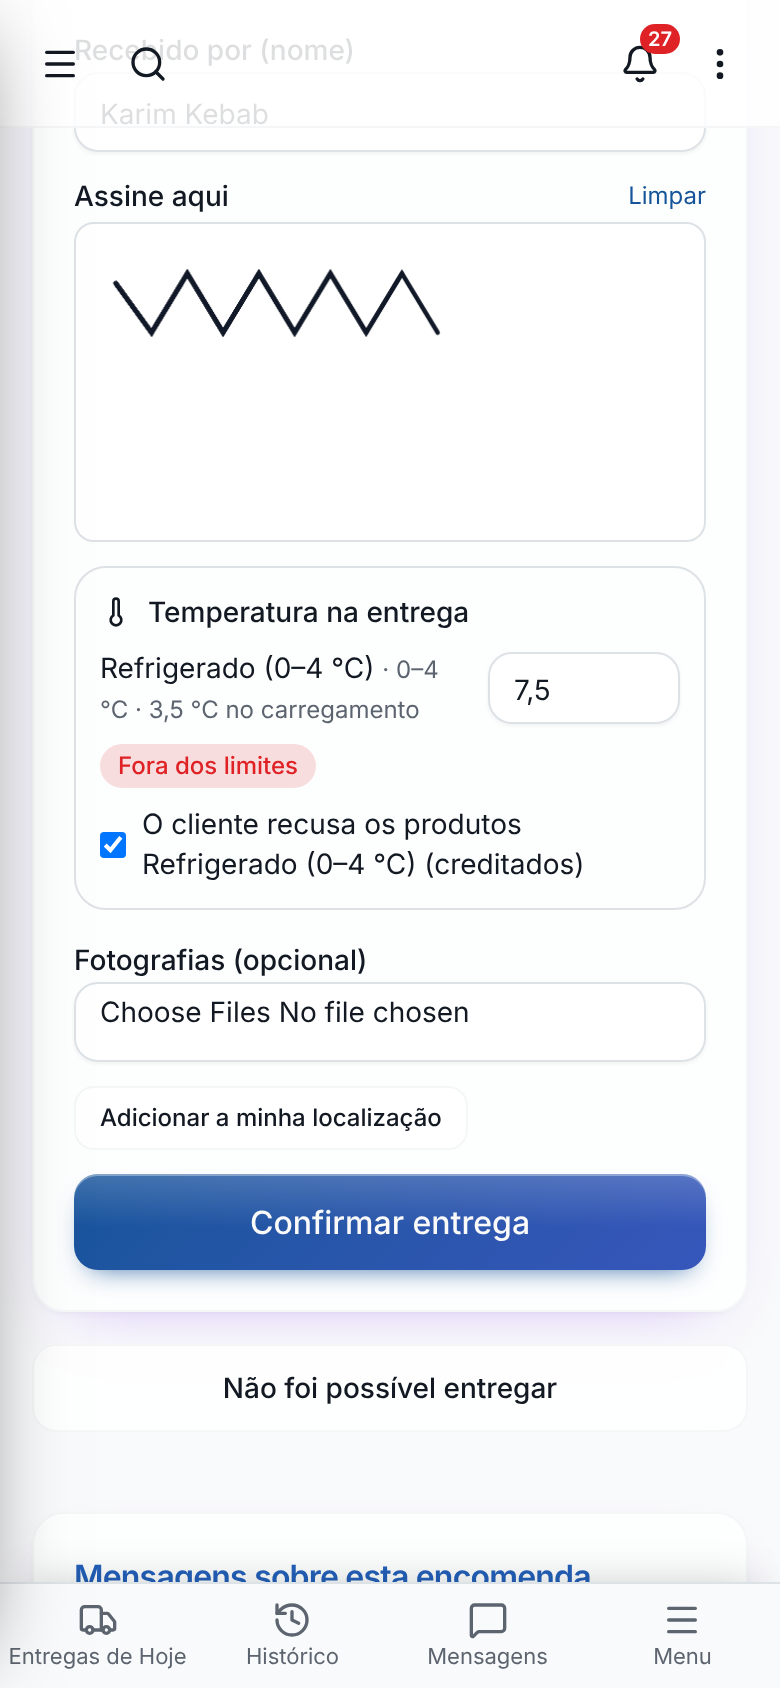 Recebido por (nome)
27
Karim Kebab
Assine aqui
Limpar
Temperatura na entrega
Refrigerado (0–4 °C) · 0–4
°C · 3,5 °C no carregamento
7,5
Fora dos limites
O cliente recusa os produtos
Refrigerado (0–4 °C) (creditados)
Fotografias (opcional)
Choose Files No file chosen
Adicionar a minha localização
Confirmar entrega
Não foi possível entregar
Mensagens sobre esta encomenda
Entregas de Hoje
Histórico
Mensagens
Menu